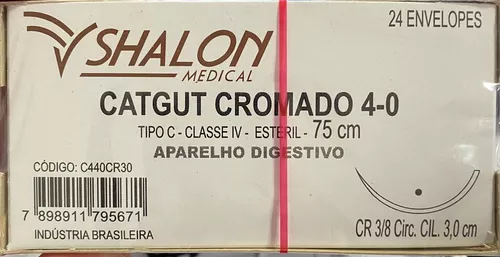 24 ENVELOPES
SHALON
MEDICAL
CATGUT CROMADO 4-0
TIPO C - CLASSE IV - ESTÉRIL - 75 cm
APARELHO DIGESTIVO
CÓDIGO: C440CR30
7 898911 795671
INDÚSTRIA BRASILEIRA
CR 3/8 Circ. CIL. 3,0 cm